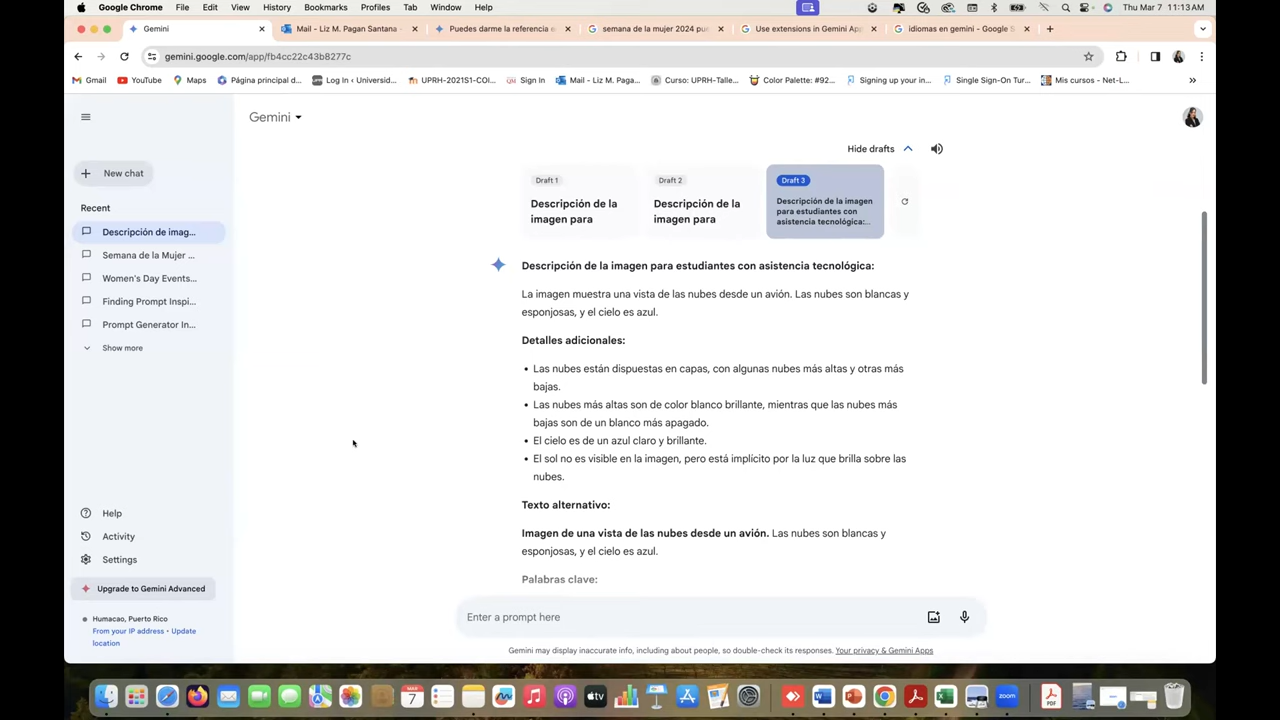 Google Chrome File Edit View History Bookmarks Profiles Tab Window Help Thu Mar 7 11:13 AM
Gemini Mail - Liz M. Pagan Santana - Puedes darme la referencia e semana de la mujer 2024 pue Use extensions in Gemini App idiomas en gemini - Google S
gemini.google.com/app/fb4cc22c43b8277c
Gmail YouTube Maps Página principal d... Log In ‹ Universid... UPRH-2021S1-COI... Sign In Mail - Liz M. Paga... Curso: UPRH-Talle... Color Palette: #92... Signing up your in... Single Sign-On Tur... Mis cursos - Net-L...
Gemini
Hide drafts
New chat
Draft 1 Draft 2 Draft 3
Descripción de la imagen para
Descripción de la imagen para
Descripción de la imagen para estudiantes con asistencia tecnológica:...
Recent
Descripción de imag...
Semana de la Mujer ...
Women's Day Events...
Finding Prompt Inspi...
Prompt Generator In...
Show more
Descripción de la imagen para estudiantes con asistencia tecnológica:
La imagen muestra una vista de las nubes desde un avión. Las nubes son blancas y
esponjosas, y el cielo es azul.
Detalles adicionales:
• Las nubes están dispuestas en capas, con algunas nubes más altas y otras más
bajas.
• Las nubes más altas son de color blanco brillante, mientras que las nubes más
bajas son de un blanco más apagado.
• El cielo es de un azul claro y brillante.
• El sol no es visible en la imagen, pero está implícito por la luz que brilla sobre las
nubes.
Texto alternativo:
Imagen de una vista de las nubes desde un avión. Las nubes son blancas y
esponjosas, y el cielo es azul.
Palabras clave:
Help
Activity
Settings
Upgrade to Gemini Advanced
Humacao, Puerto Rico
From your IP address • Update
location
Enter a prompt here
Gemini may display inaccurate info, including about people, so double-check its responses. Your privacy & Gemini Apps
MAR
7
tv
zoom
PDF